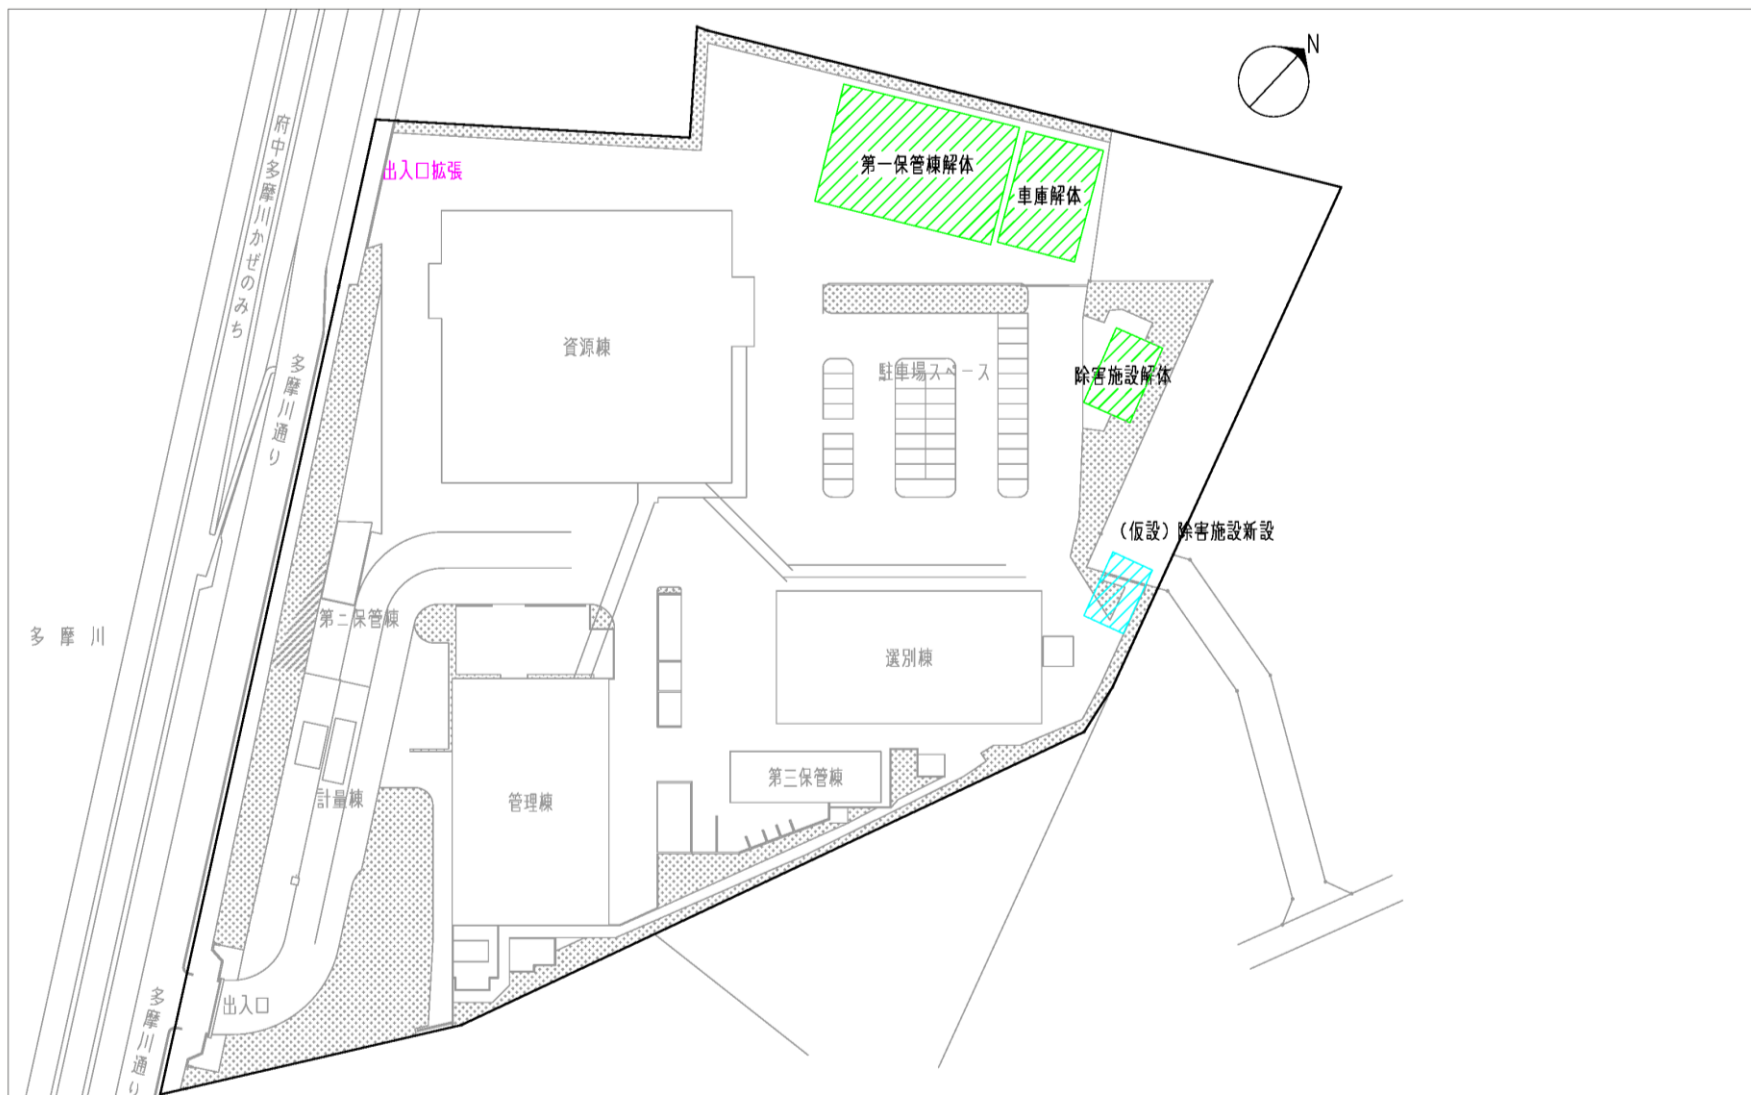 N
府中多摩川かぜのみち
出入口拡張
第一保管棟解体
車庫解体
資源棟
駐車場スペース
除害施設解体
多摩川通り
（仮設）除害施設新設
第二保管棟
多摩川
選別棟
第三保管棟
計量棟
管理棟
出入口
多摩川通り